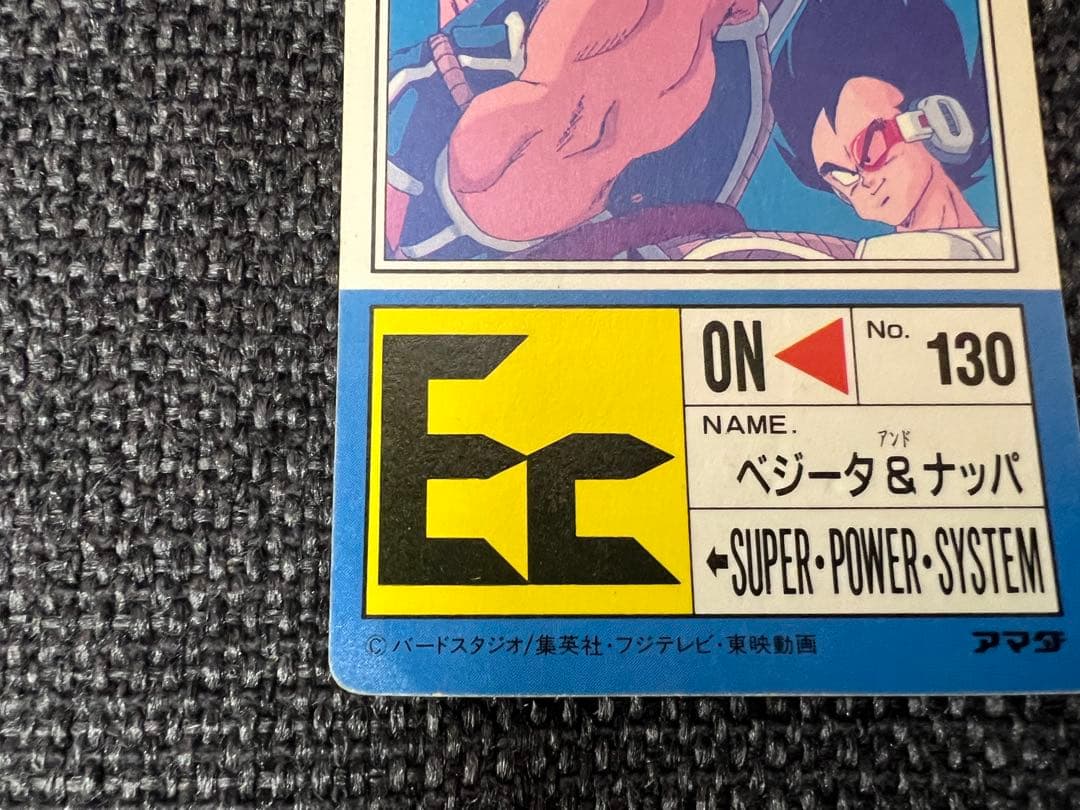 Ec
ON
No. 130
NAME.
アンド
ベジータ&ナッパ
SUPER・POWER・SYSTEM
©バードスタジオ/集英社・フジテレビ・東映動画
アマダ